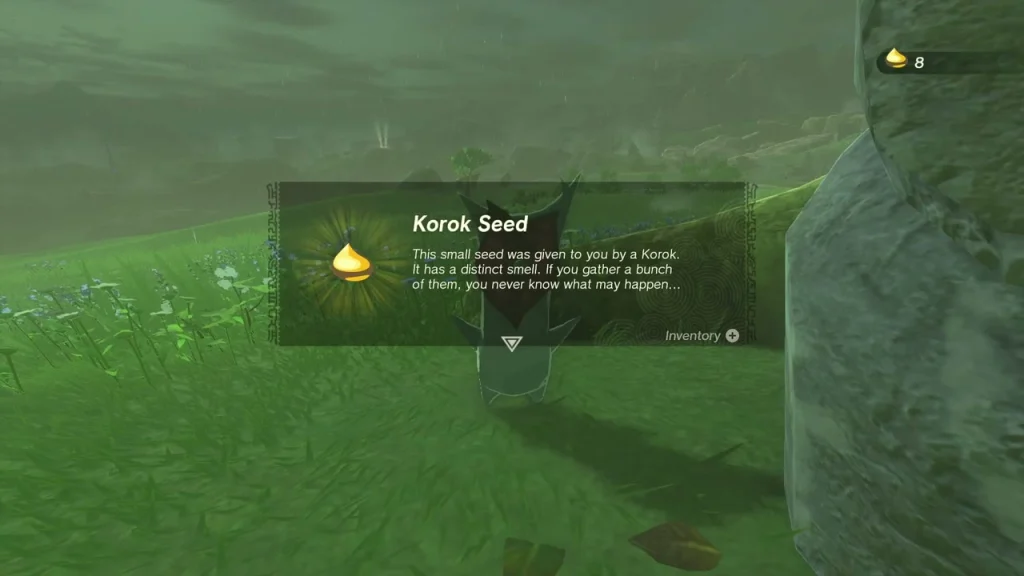 8
Korok Seed
This small seed was given to you by a Korok.
It has a distinct smell. If you gather a bunch
of them, you never know what may happen...
Inventory